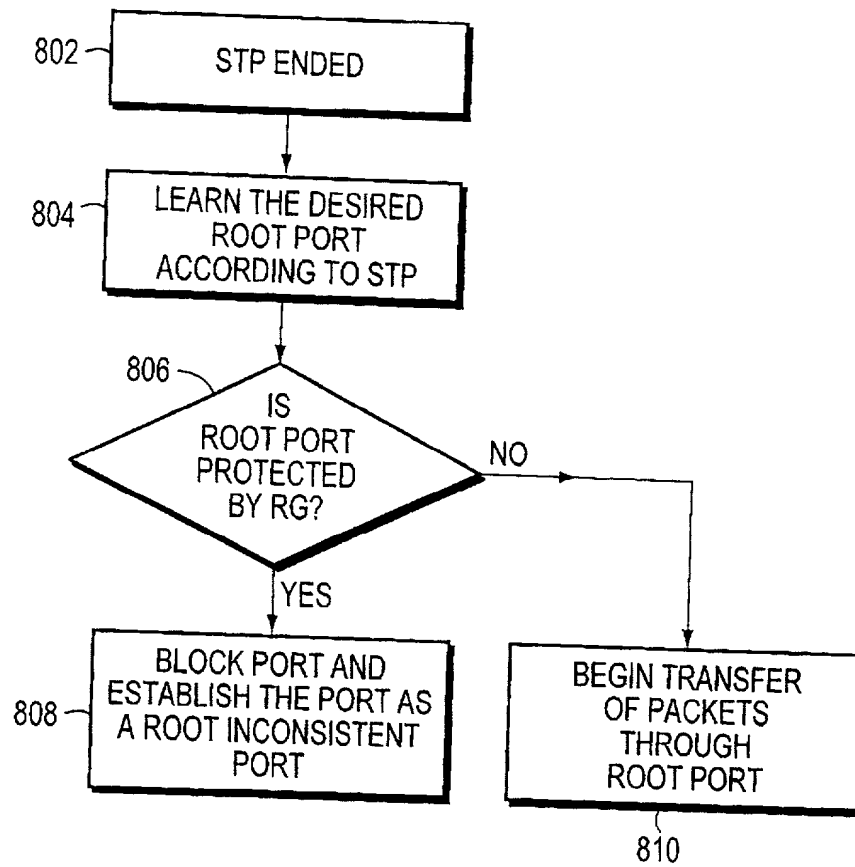 802
STP ENDED
804
LEARN THE DESIRED
ROOT PORT
ACCORDING TO STP
806
IS
ROOT PORT
PROTECTED
BY RG?
NO
YES
808
BLOCK PORT AND
ESTABLISH THE PORT AS
A ROOT INCONSISTENT
PORT
BEGIN TRANSFER
OF PACKETS
THROUGH
ROOT PORT
810